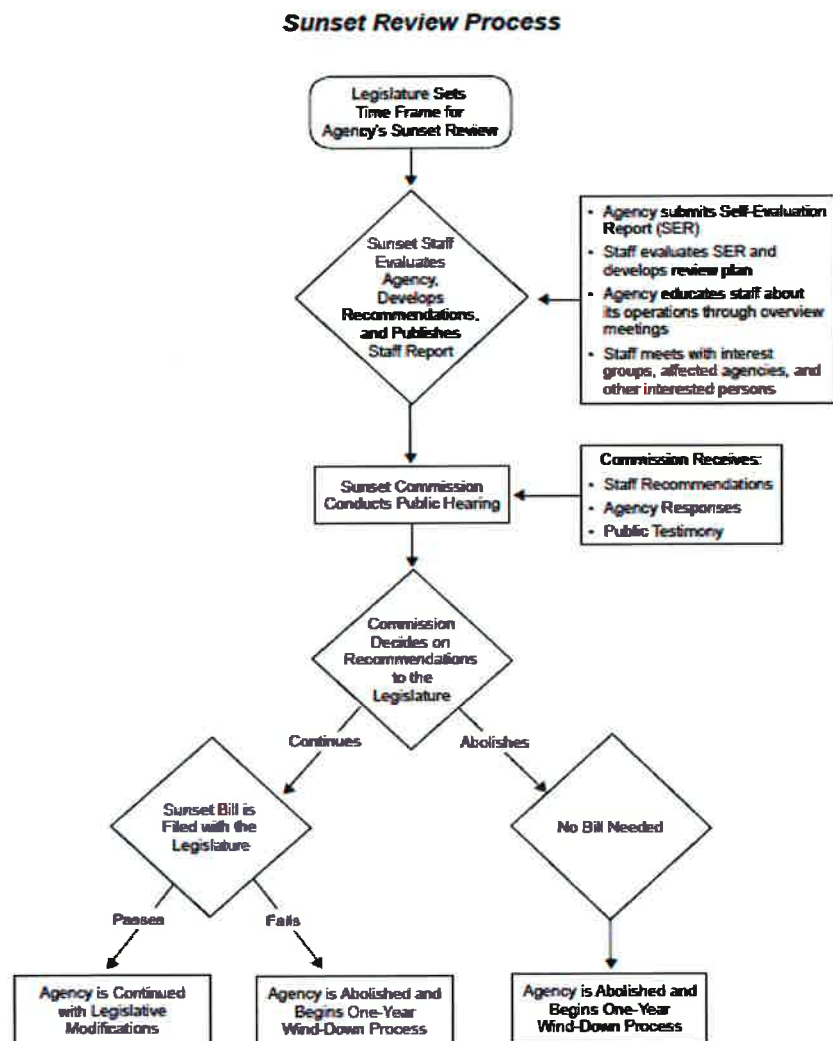 Sunset Review Process
Legislature Sets
Time Frame for
Agency's Sunset Review
Sunset Staff
Evaluates
Agency,
Develops
Recommendations,
and Publishes
Staff Report
• Agency submits Self-Evaluation
Report (SER)
• Staff evaluates SER and
develops review plan
• Agency educates staff about
its operations through overview
meetings
• Staff meets with interest
groups, affected agencies, and
other interested persons
Sunset Commission
Conducts Public Hearing
Commission Receives:
• Staff Recommendations
• Agency Responses
• Public Testimony
Commission
Decides on
Recommendations
to the
Legislature
Continues
Abolishes
Sunset Bill is
Filed with the
Legislature
No Bill Needed
Passes
Fails
Agency is Continued
with Legislative
Modifications
Agency is Abolished and
Begins One-Year
Wind-Down Process
Agency is Abolished and
Begins One-Year
Wind-Down Process